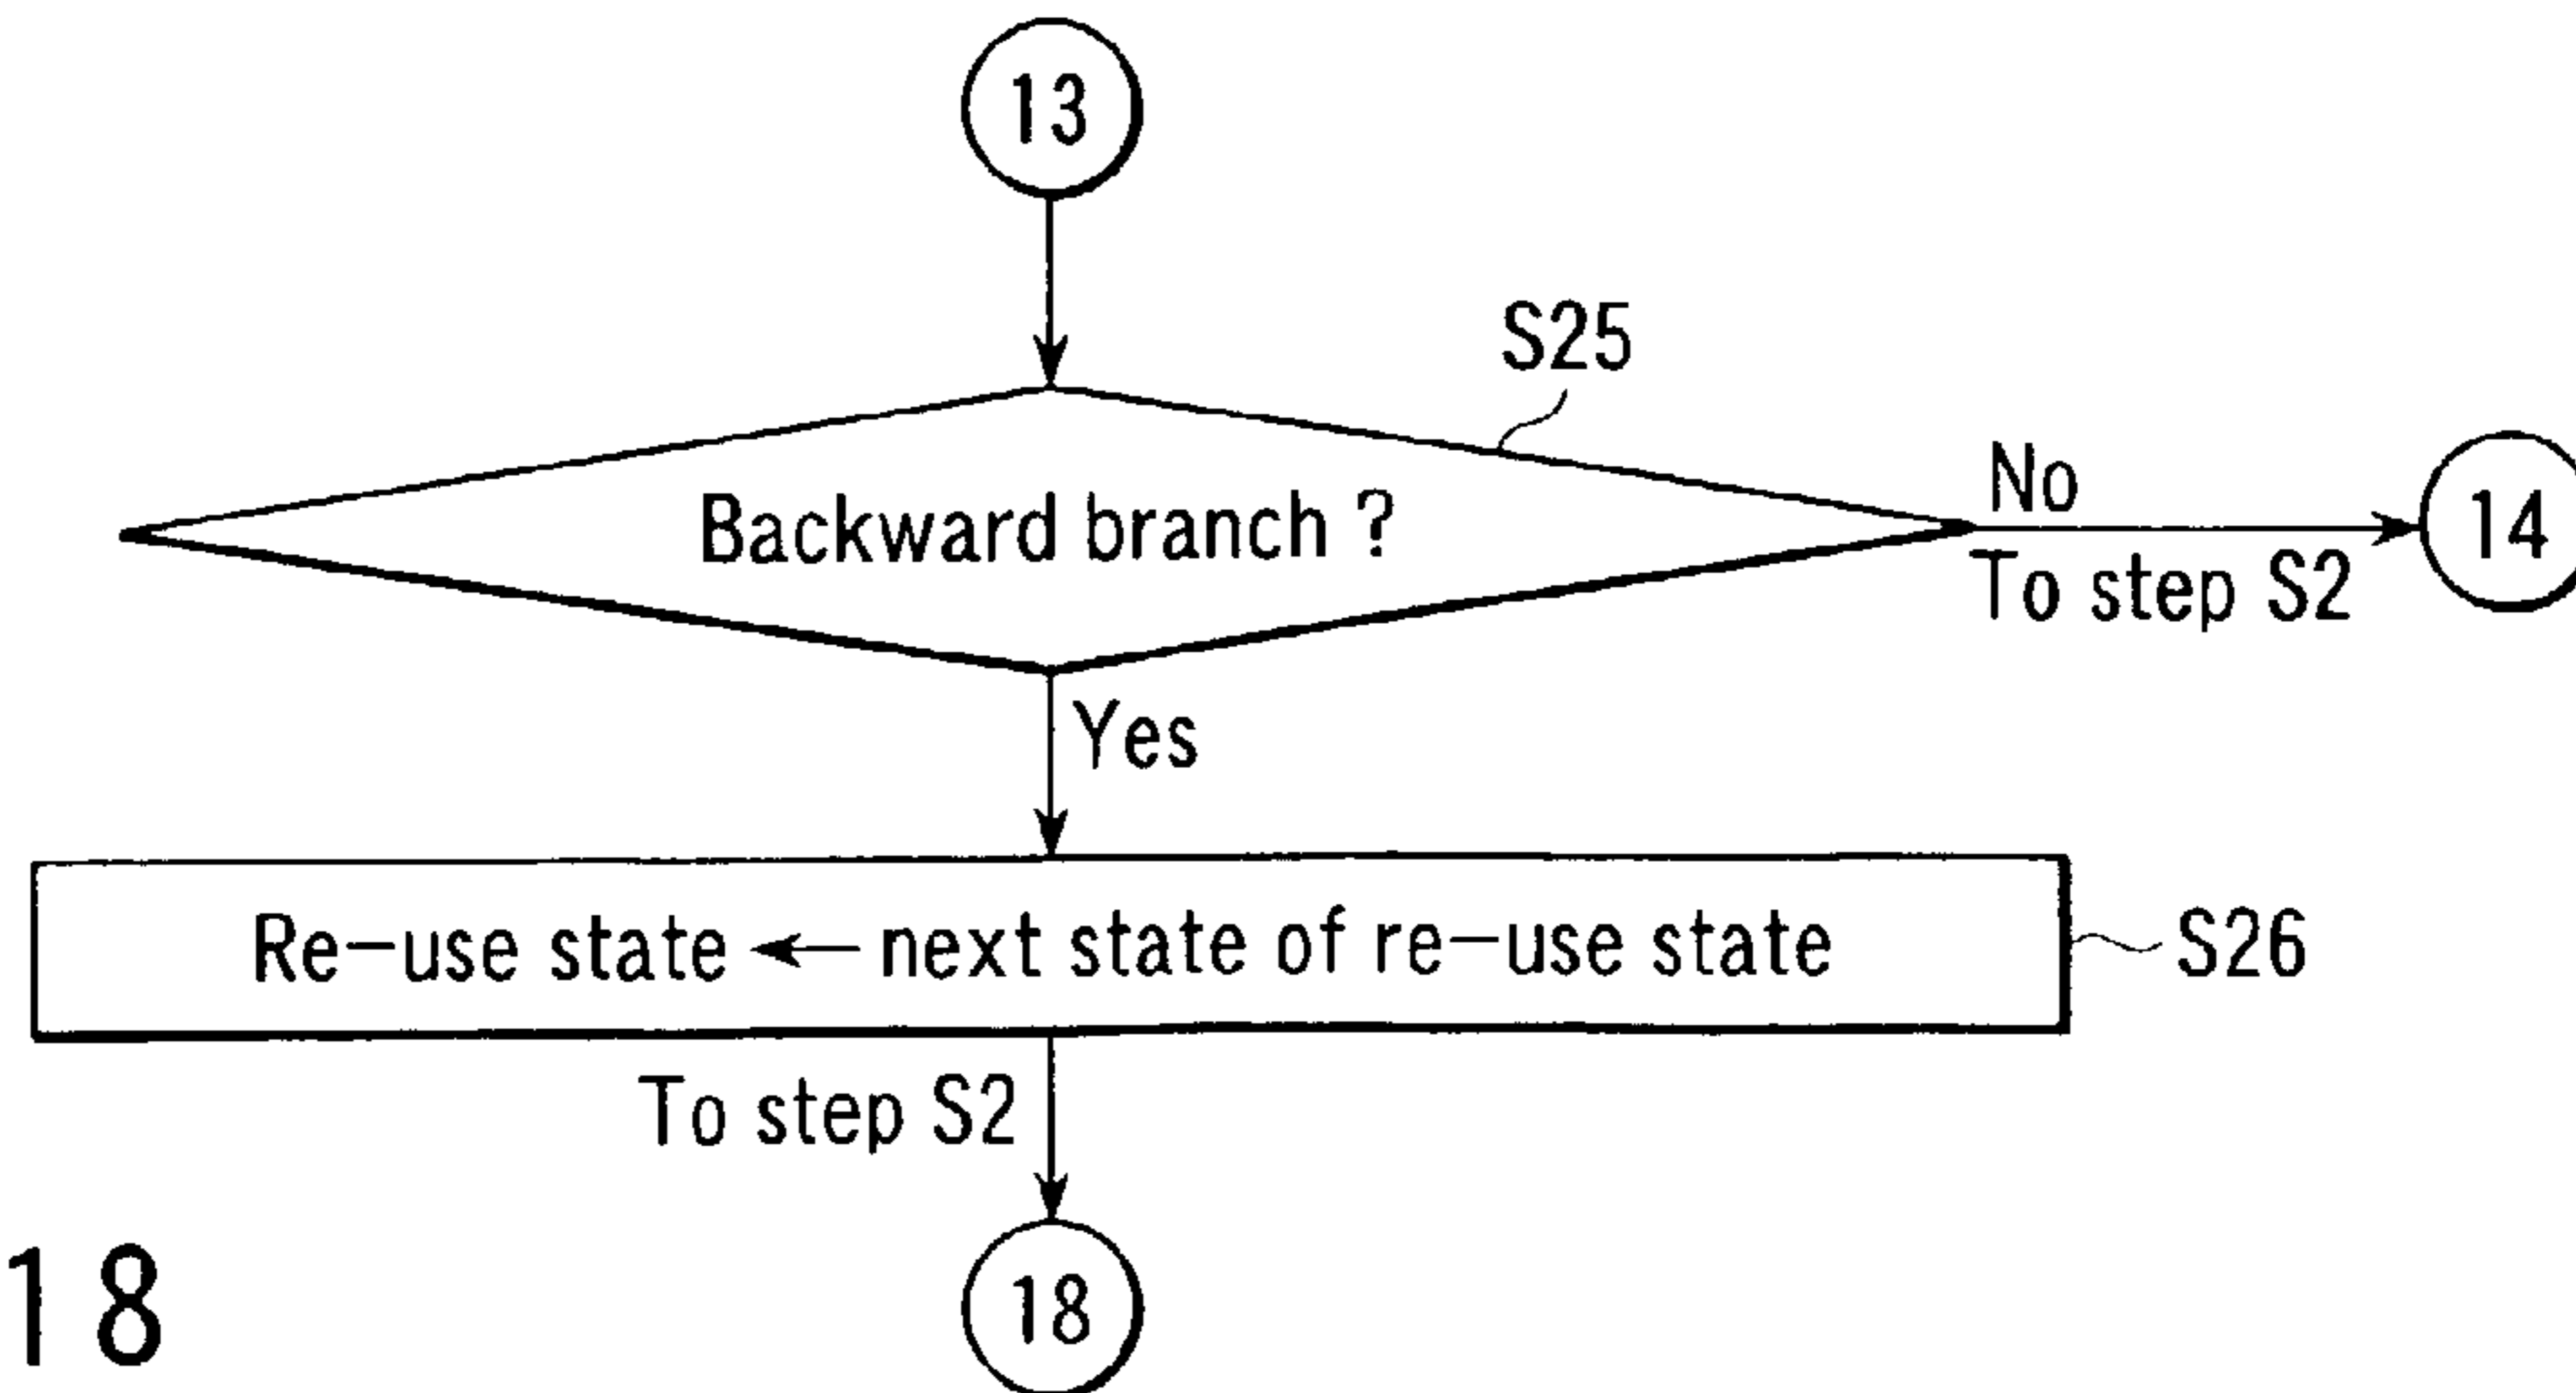 13
S25
Backward branch ?
No
To step S2
14
Yes
Re-use state ← next state of re-use state
S26
To step S2
18
18